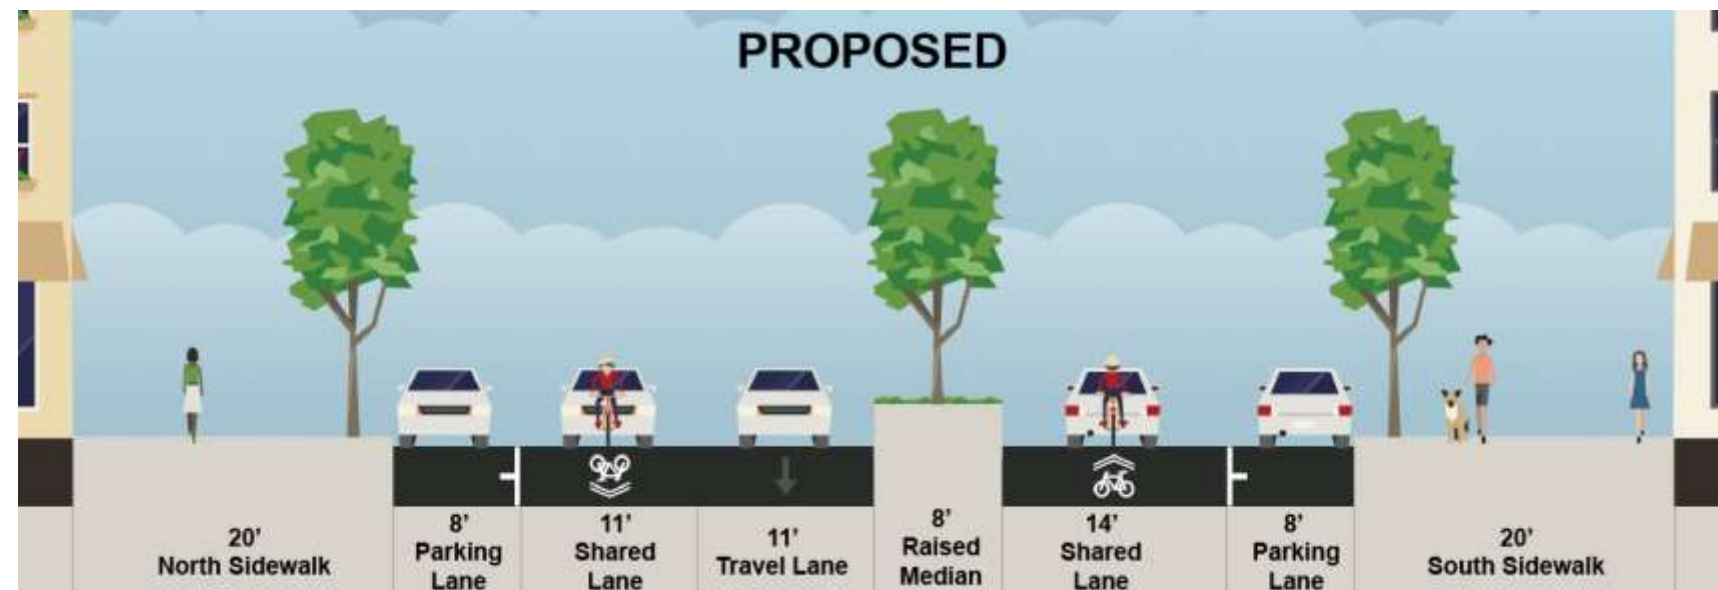 PROPOSED
20’
North Sidewalk
8’
Parking
Lane
11’
Shared
Lane
11’
Travel Lane
8’
Raised
Median
14’
Shared
Lane
8’
Parking
Lane
20’
South Sidewalk